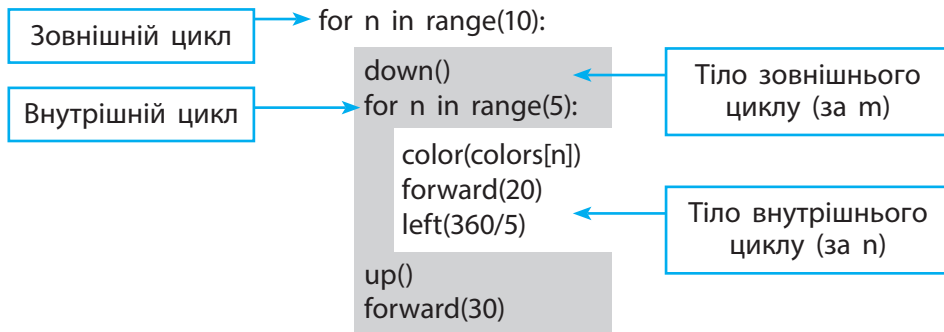 Зовнішній цикл
for n in range(10):
down()
Тіло зовнішнього
циклу (за m)
Внутрішній цикл
for n in range(5):
color(colors[n])
forward(20)
left(360/5)
Тіло внутрішнього
циклу (за n)
up()
forward(30)